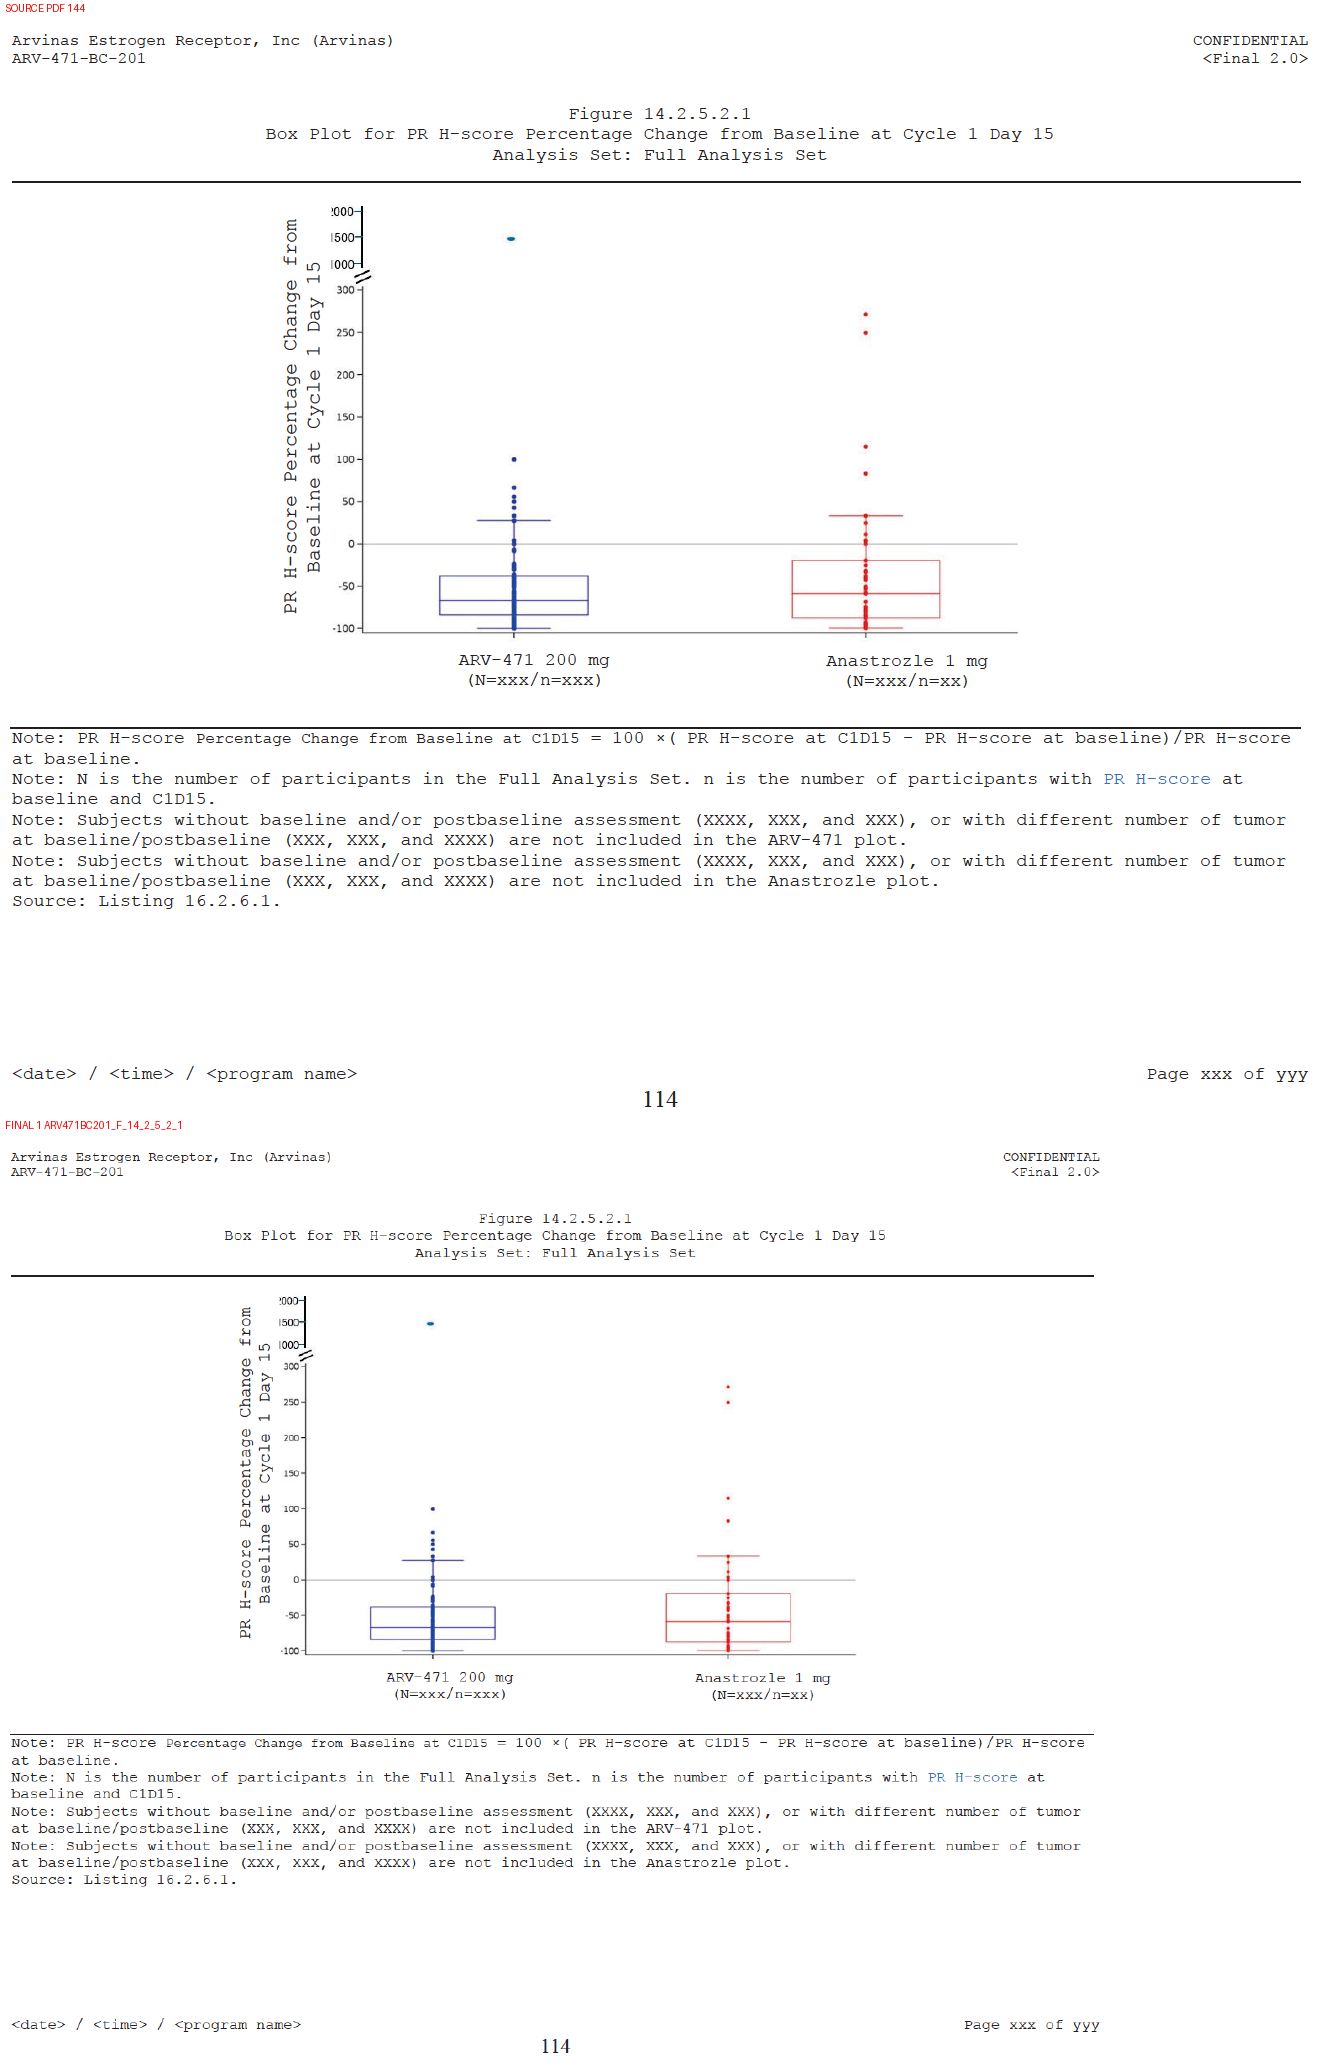 SOURCE PDF 144
Arvinas Estrogen Receptor, Inc (Arvinas) CONFIDENTIAL
ARV-471-BC-201 <Final 2.0>
Figure 14.2.5.2.1
Box Plot for PR H-score Percentage Change from Baseline at Cycle 1 Day 15
Analysis Set: Full Analysis Set
PR H-score Percentage Change from
Baseline at Cycle 1 Day 15
2000
1500
1000
300
250
200
150
100
50
0
-50
-100
ARV-471 200 mg Anastrozle 1 mg
(N=xxx/n=xxx) (N=xxx/n=xx)
Note: PR H-score Percentage Change from Baseline at C1D15 = 100 ×( PR H-score at C1D15 - PR H-score at baseline)/PR H-score
at baseline.
Note: N is the number of participants in the Full Analysis Set. n is the number of participants with PR H-score at
baseline and C1D15.
Note: Subjects without baseline and/or postbaseline assessment (XXXX, XXX, and XXX), or with different number of tumor
at baseline/postbaseline (XXX, XXX, and XXXX) are not included in the ARV-471 plot.
Note: Subjects without baseline and/or postbaseline assessment (XXXX, XXX, and XXX), or with different number of tumor
at baseline/postbaseline (XXX, XXX, and XXXX) are not included in the Anastrozle plot.
Source: Listing 16.2.6.1.
<date> / <time> / <program name> Page xxx of yyy
114
FINAL 1 ARV471BC201_F_14_2_5_2_1
Arvinas Estrogen Receptor, Inc (Arvinas) CONFIDENTIAL
ARV-471-BC-201 <Final 2.0>
Figure 14.2.5.2.1
Box Plot for PR H-score Percentage Change from Baseline at Cycle 1 Day 15
Analysis Set: Full Analysis Set
PR H-score Percentage Change from
Baseline at Cycle 1 Day 15
2000
1500
1000
300
250
200
150
100
50
0
-50
-100
ARV-471 200 mg Anastrozle 1 mg
(N=xxx/n=xxx) (N=xxx/n=xx)
Note: PR H-score Percentage Change from Baseline at C1D15 = 100 ×( PR H-score at C1D15 - PR H-score at baseline)/PR H-score
at baseline.
Note: N is the number of participants in the Full Analysis Set. n is the number of participants with PR H-score at
baseline and C1D15.
Note: Subjects without baseline and/or postbaseline assessment (XXXX, XXX, and XXX), or with different number of tumor
at baseline/postbaseline (XXX, XXX, and XXXX) are not included in the ARV-471 plot.
Note: Subjects without baseline and/or postbaseline assessment (XXXX, XXX, and XXX), or with different number of tumor
at baseline/postbaseline (XXX, XXX, and XXXX) are not included in the Anastrozle plot.
Source: Listing 16.2.6.1.
<date> / <time> / <program name> Page xxx of yyy
114